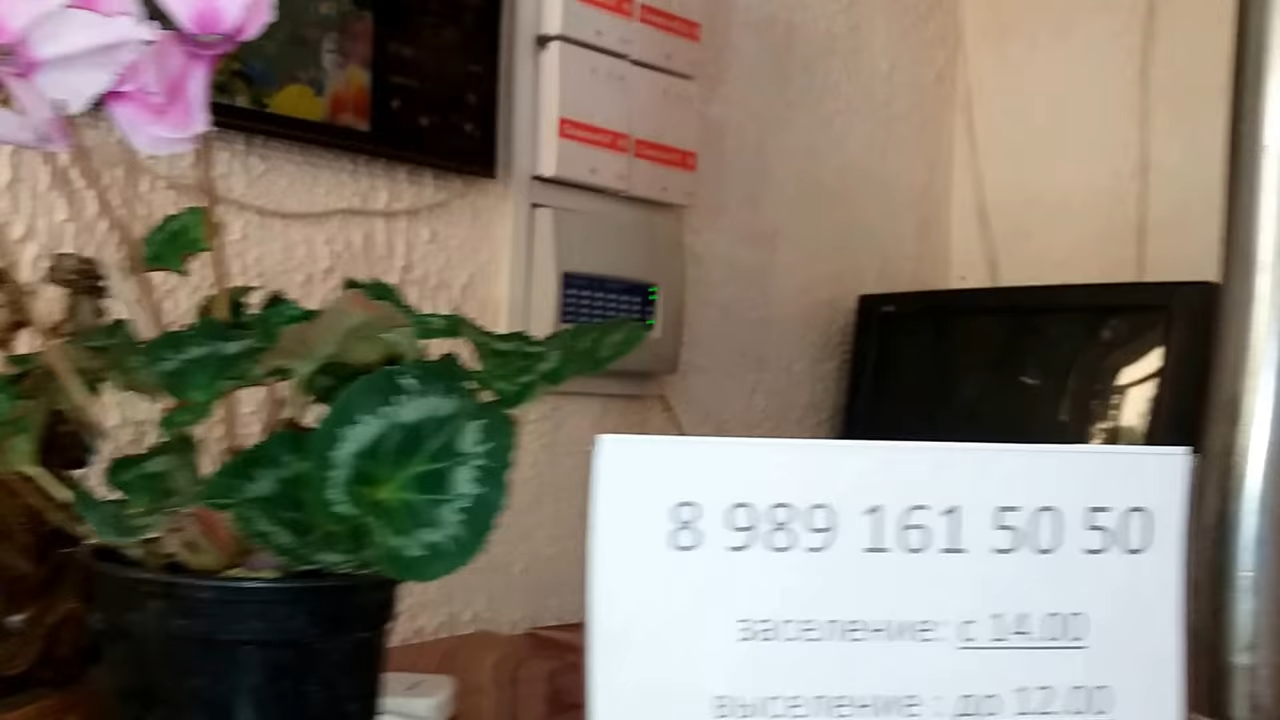 8 989 161 50 50
заселение: с 14.00
выселение : до 12.00